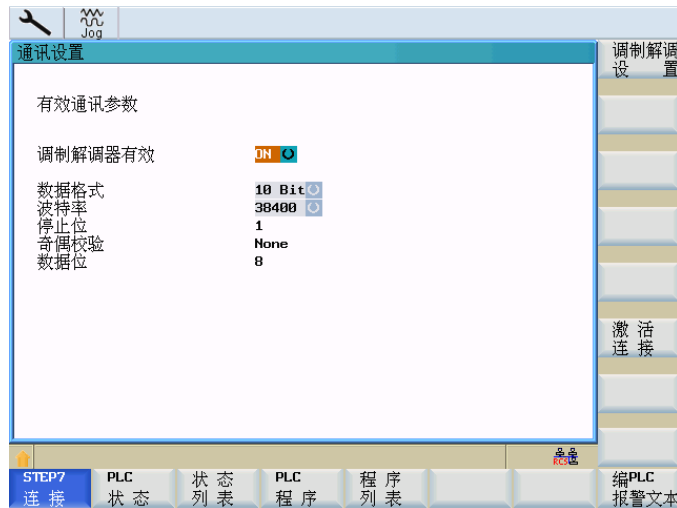 Jog
通讯设置
调制解调
设 置
有效通讯参数
调制解调器有效 ON
数据格式 10 Bit
波特率 38400
停止位 1
奇偶校验 None
数据位 8
激 活
连 接
RCS
STEP7
连 接
PLC
状 态
状 态
列 表
PLC
程 序
程 序
列 表
编PLC
报警文本